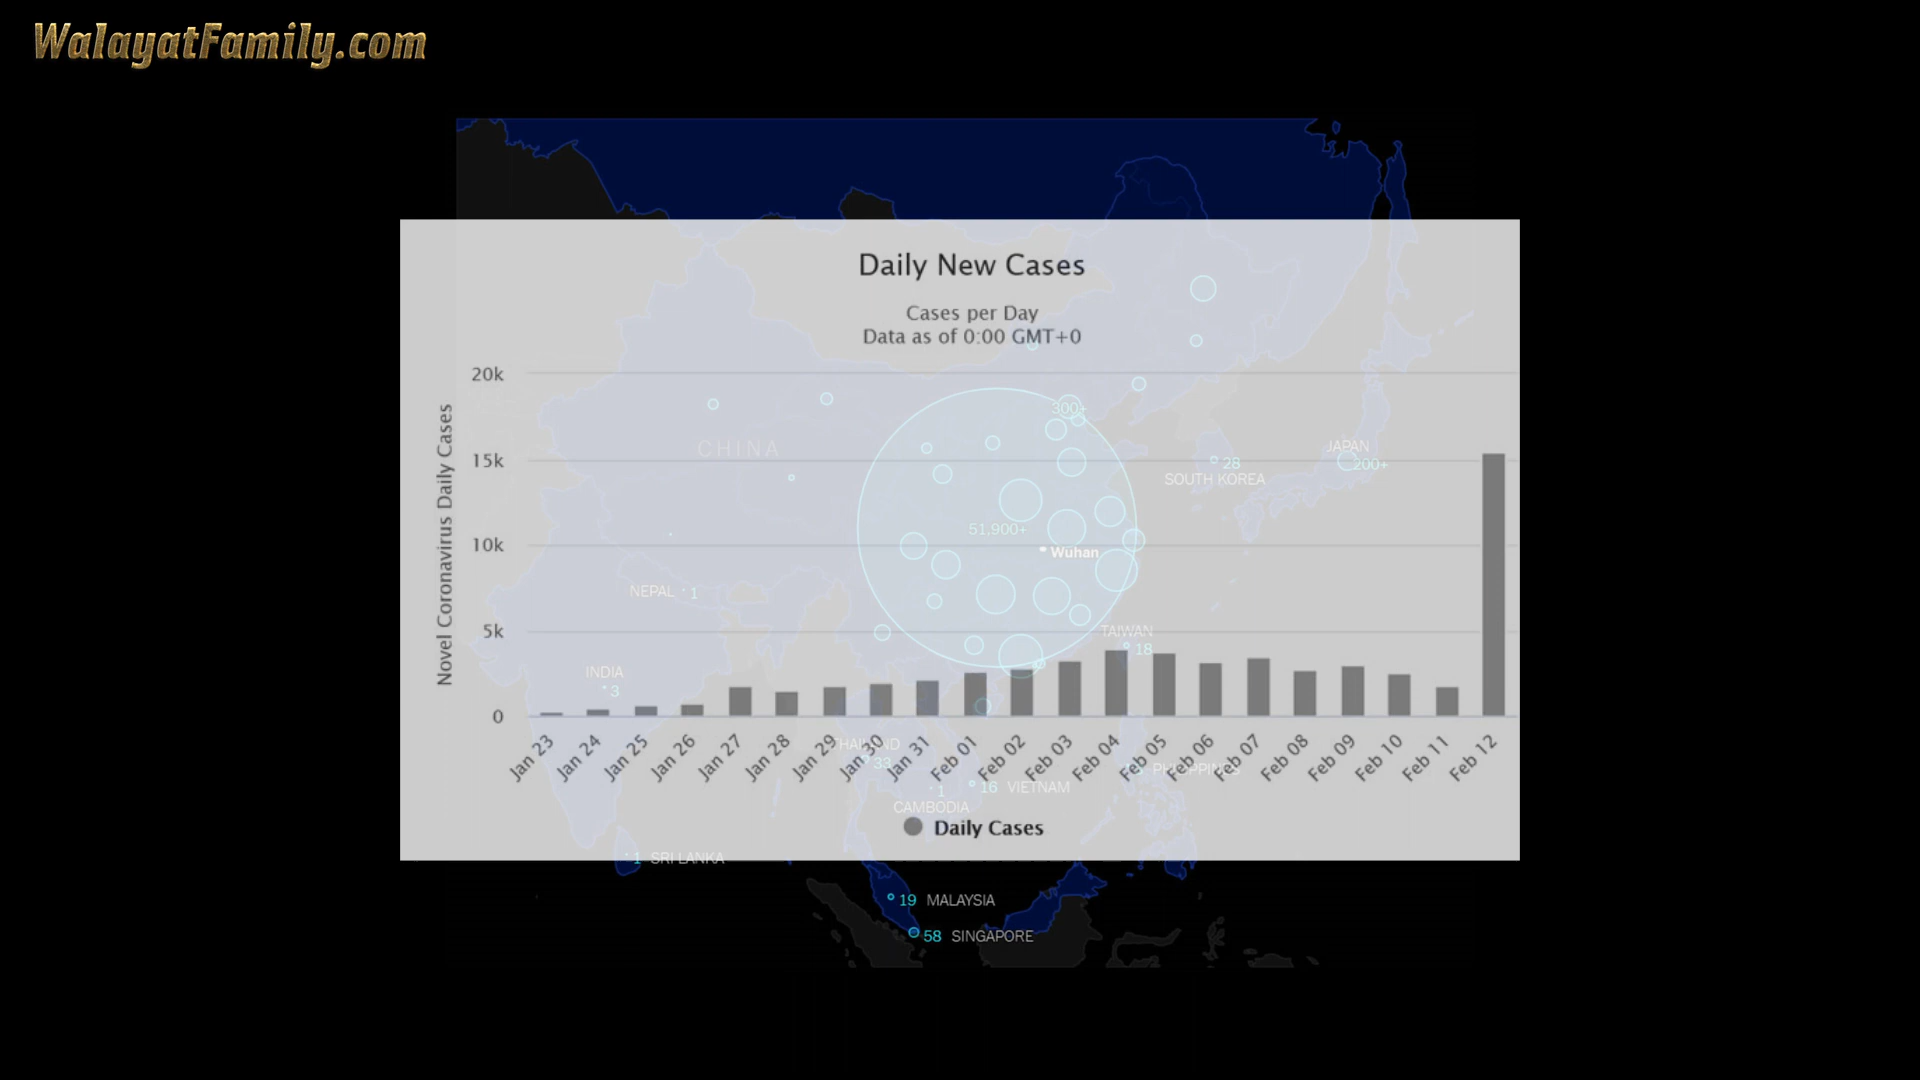 WalayatFamily.com
Daily New Cases
Cases per Day
Data as of 0:00 GMT+0
Novel Coronavirus Daily Cases
20k
15k
10k
5k
0
300+
CHINA
JAPAN
200+
28
SOUTH KOREA
51,900+
Wuhan
NEPAL 1
TAIWAN
18
INDIA
3
Jan 23
Jan 24
Jan 25
Jan 26
Jan 27
Jan 28
Jan 29
Jan 30
Jan 31
Feb 01
Feb 02
Feb 03
Feb 04
Feb 05
Feb 06
Feb 07
Feb 08
Feb 09
Feb 10
Feb 11
Feb 12
THAILAND
33
PHILIPPINES
16 VIETNAM
1
CAMBODIA
Daily Cases
1 SRI LANKA
19 MALAYSIA
58 SINGAPORE